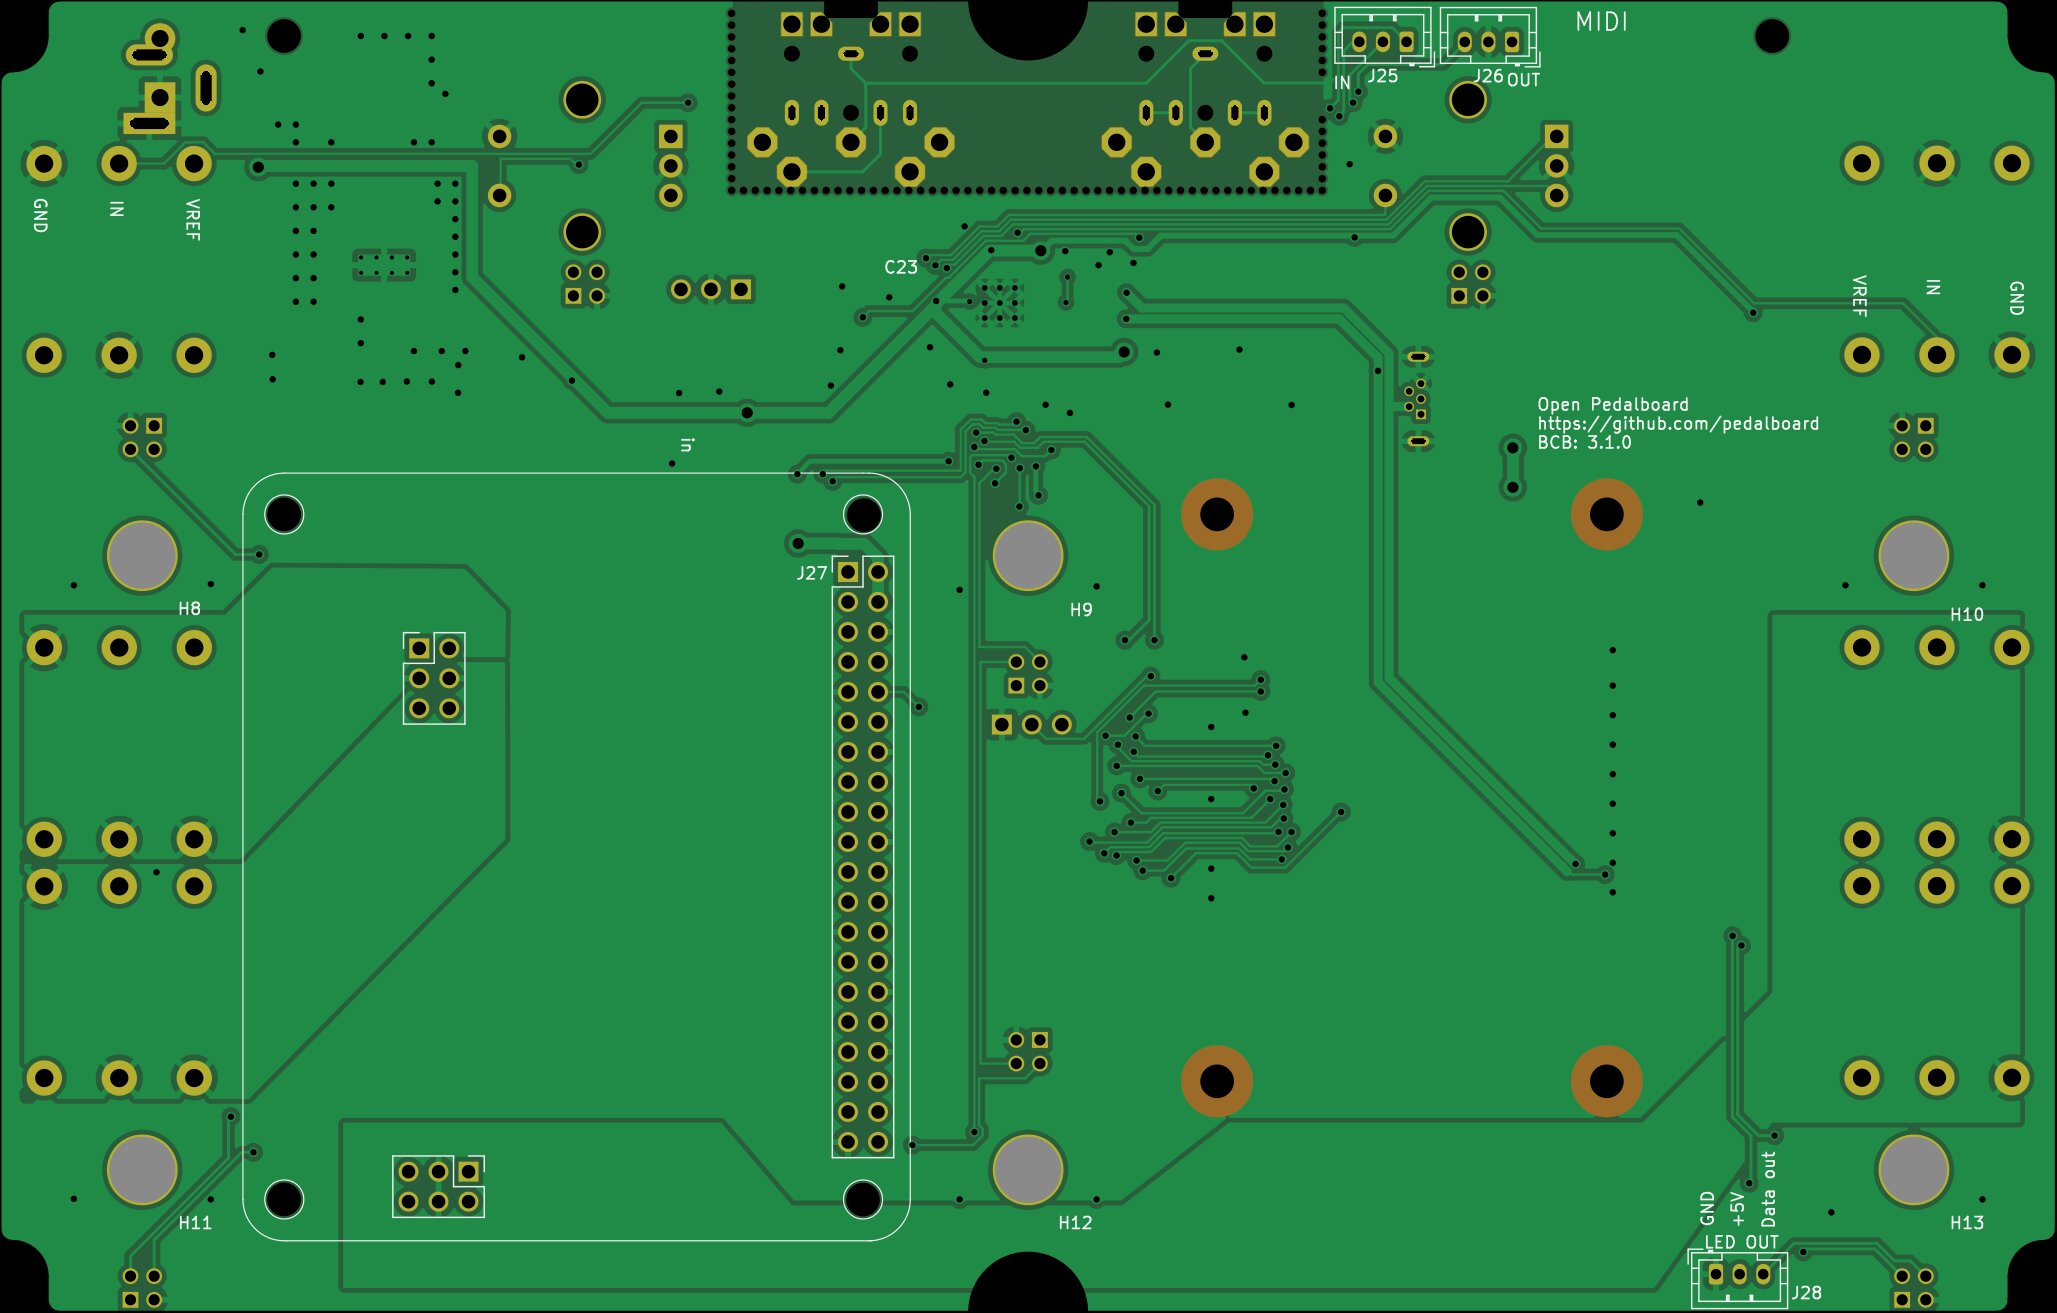 MIDI
J25
J26
IN
OUT
GND
IN
VREF
C23
VREF
IN
GND
Open Pedalboard
https://github.com/pedalboard
BCB: 3.1.0
in
J27
H8
H9
H10
H11
H12
H13
GND
+5V
Data out
LED OUT
J28